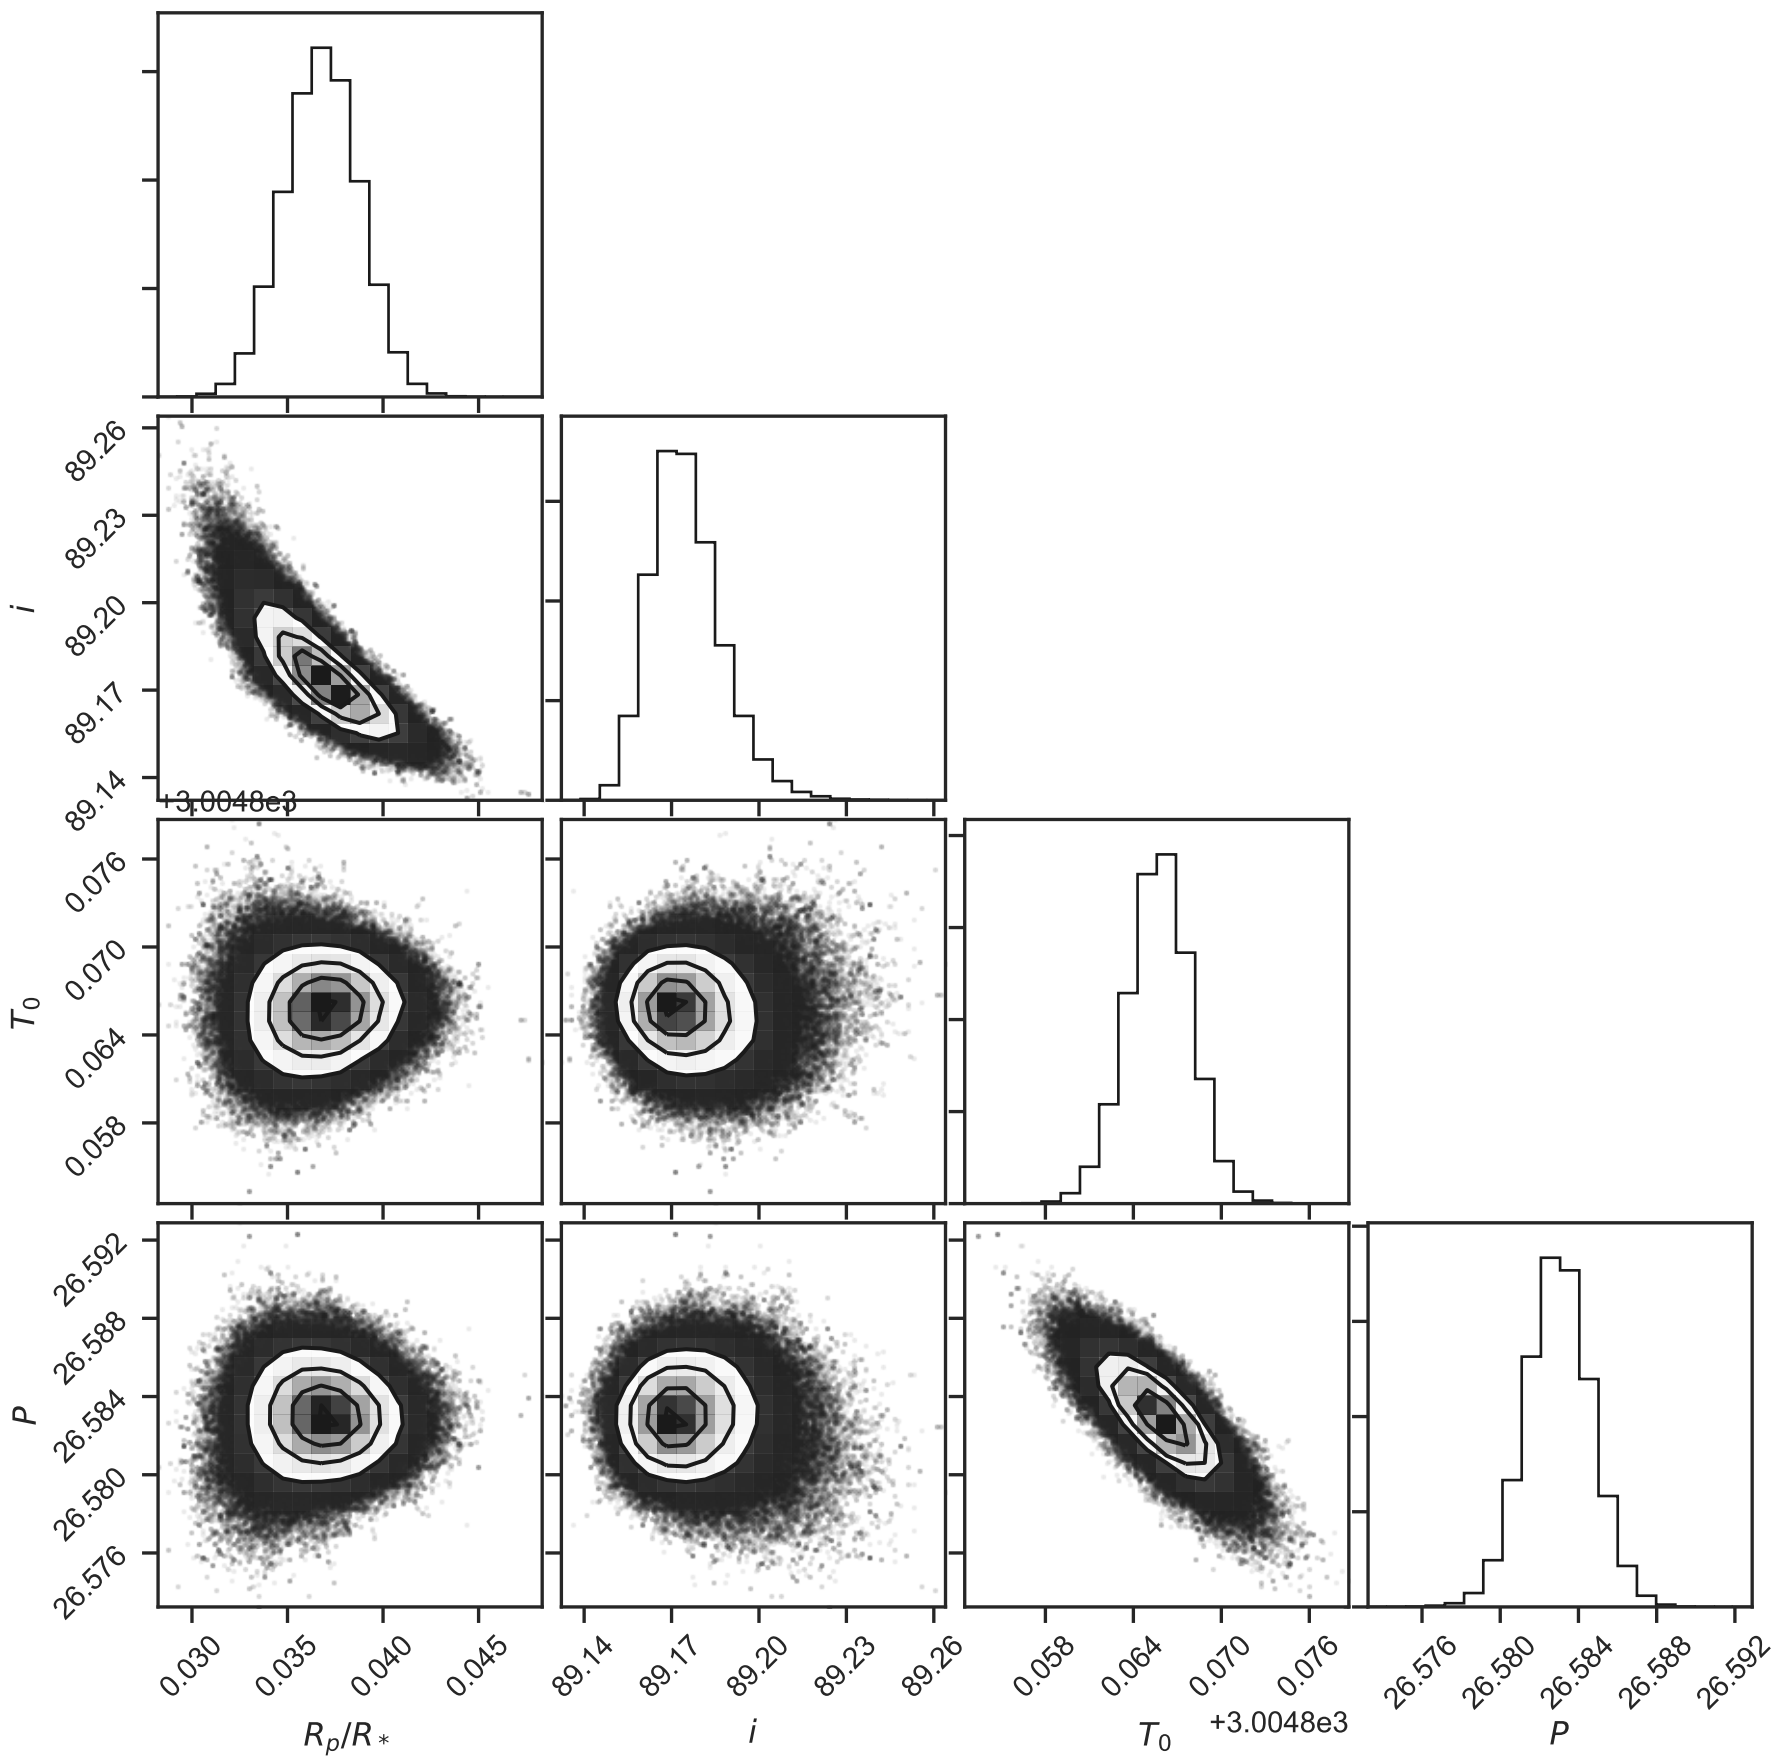 89.26
89.23
89.20
89.17
89.14
i
+3.0048e3
0.076
0.070
0.064
0.058
T₀
26.592
26.588
26.584
26.580
26.576
P
0.030 0.035 0.040 0.045
89.14 89.17 89.20 89.23 89.26
0.058 0.064 0.070 0.076
26.576 26.580 26.584 26.588 26.592
Rₚ/R*
i
T₀ +3.0048e3
P